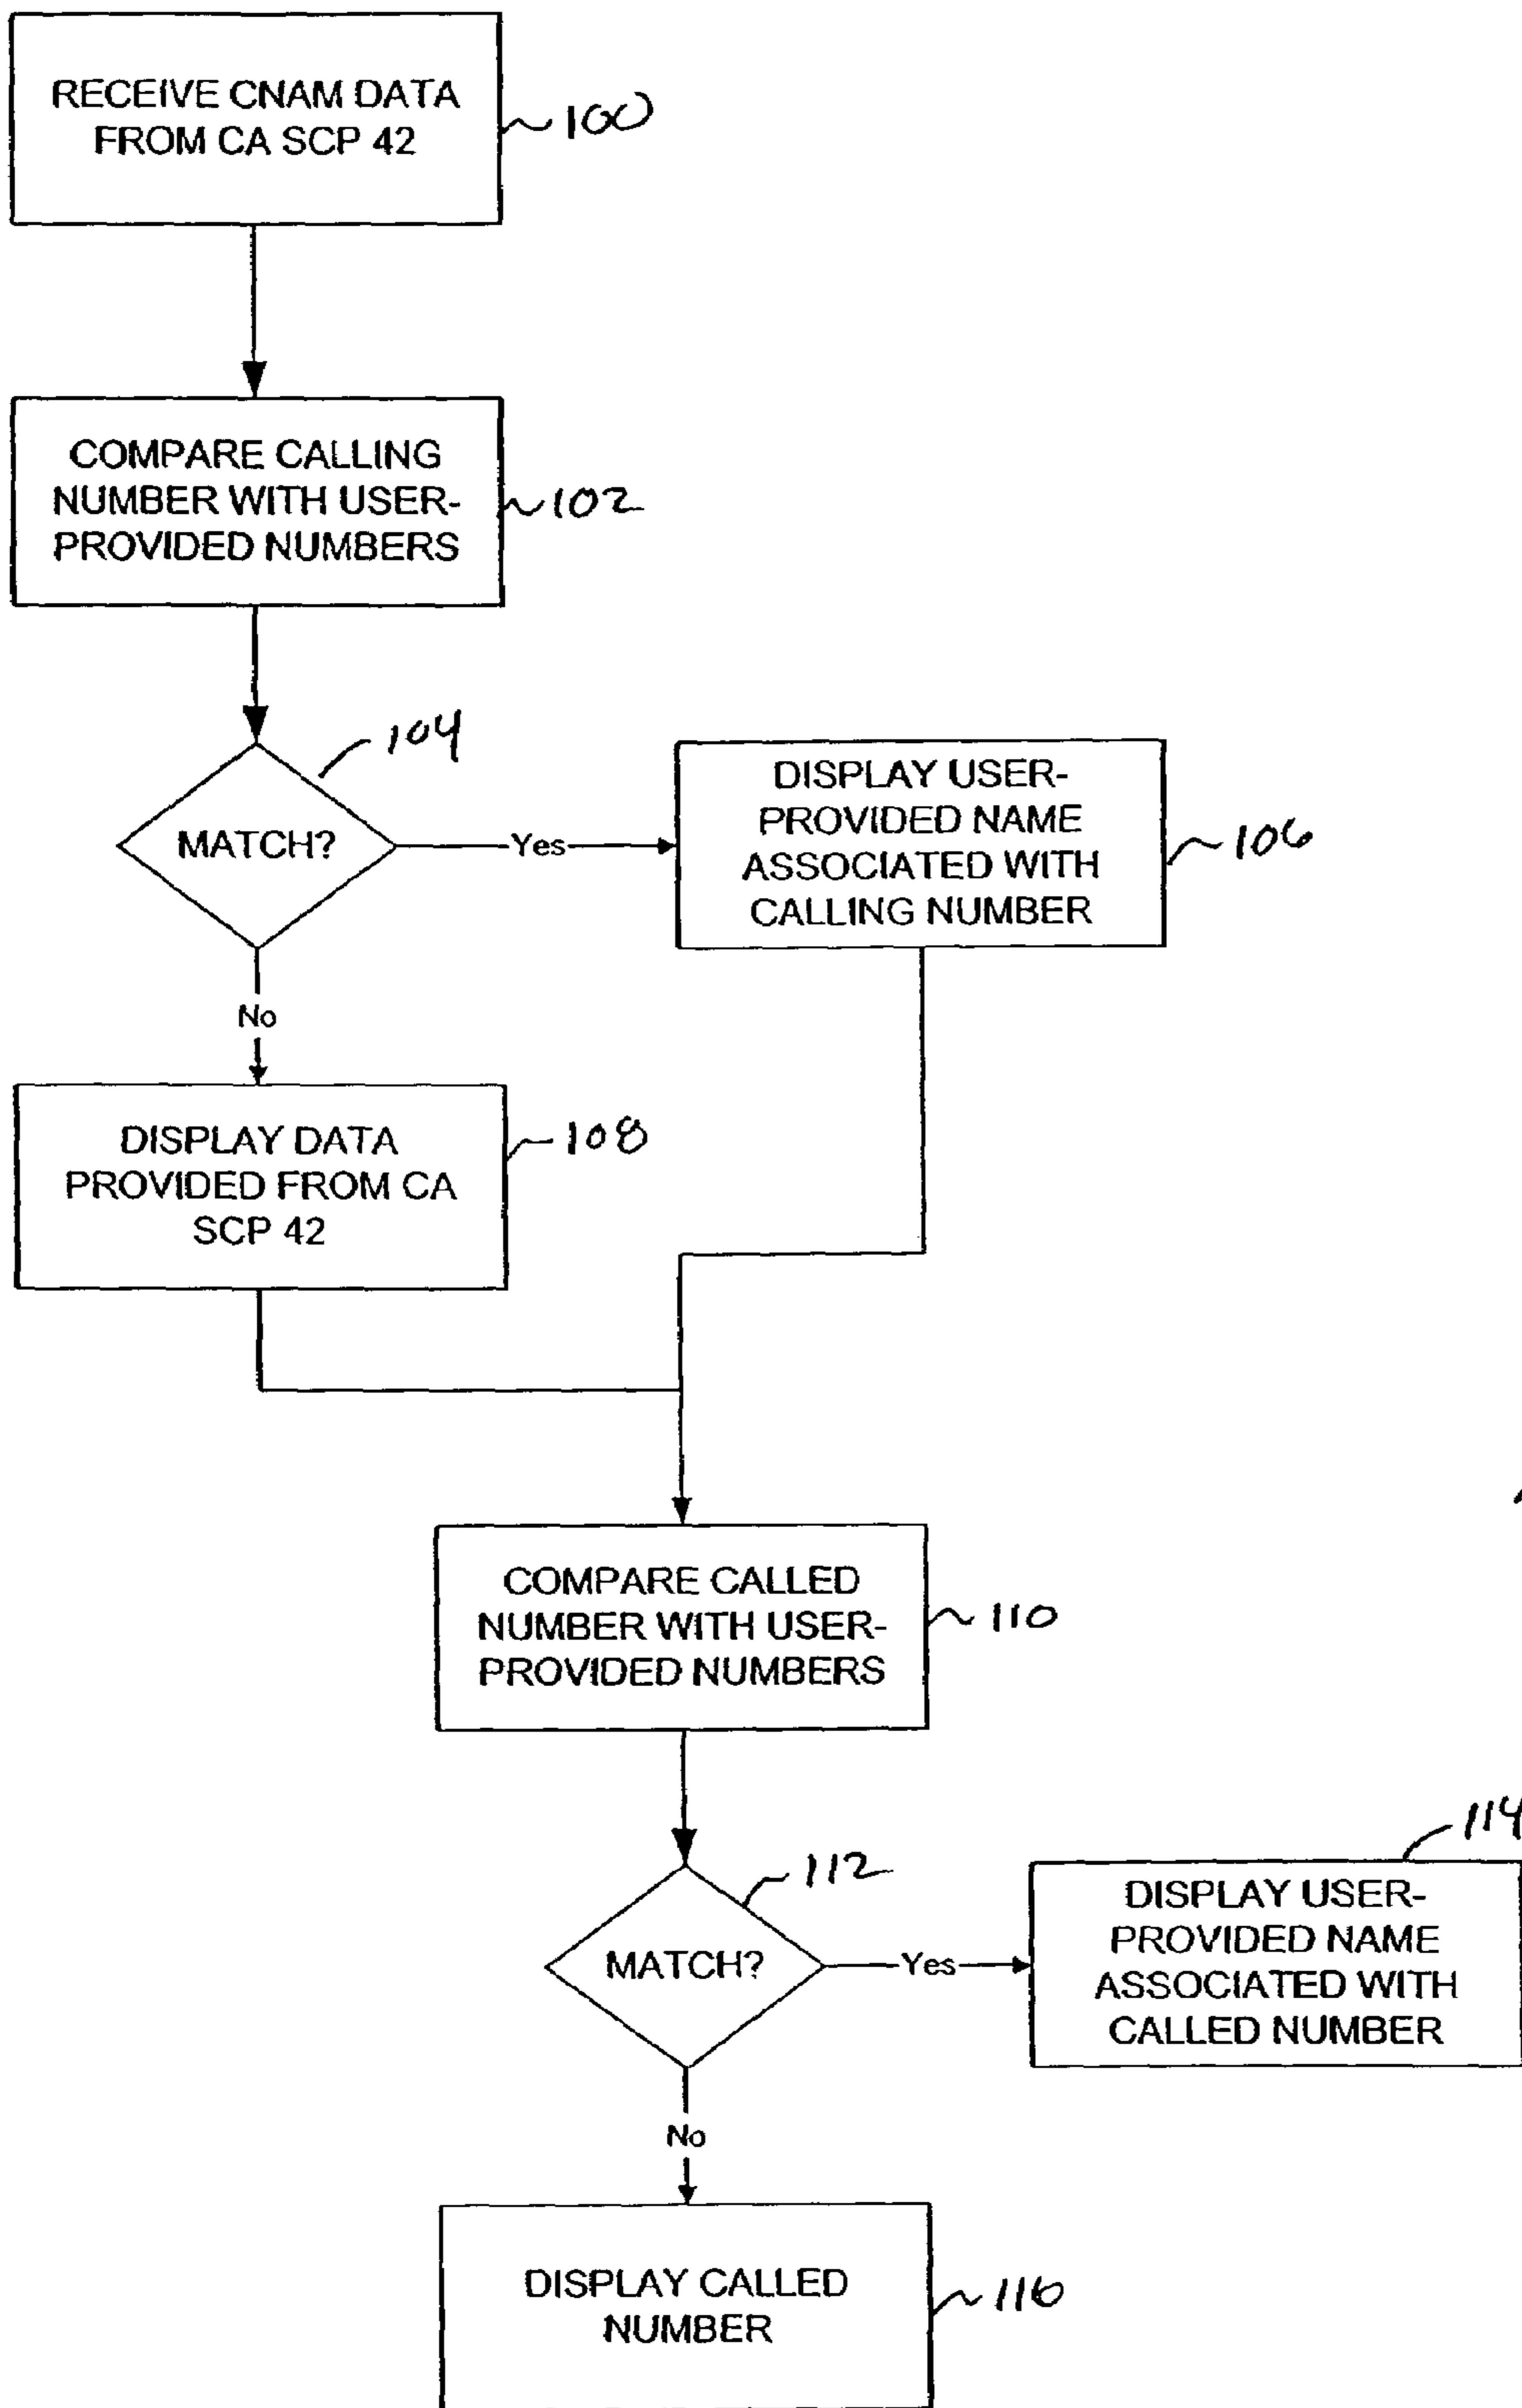 RECEIVE CNAM DATA
FROM CA SCP 42
100
COMPARE CALLING
NUMBER WITH USER-
PROVIDED NUMBERS
102
104
MATCH?
Yes
DISPLAY USER-
PROVIDED NAME
ASSOCIATED WITH
CALLING NUMBER
106
No
DISPLAY DATA
PROVIDED FROM CA
SCP 42
108
COMPARE CALLED
NUMBER WITH USER-
PROVIDED NUMBERS
110
112
MATCH?
Yes
114
DISPLAY USER-
PROVIDED NAME
ASSOCIATED WITH
CALLED NUMBER
No
DISPLAY CALLED
NUMBER
116